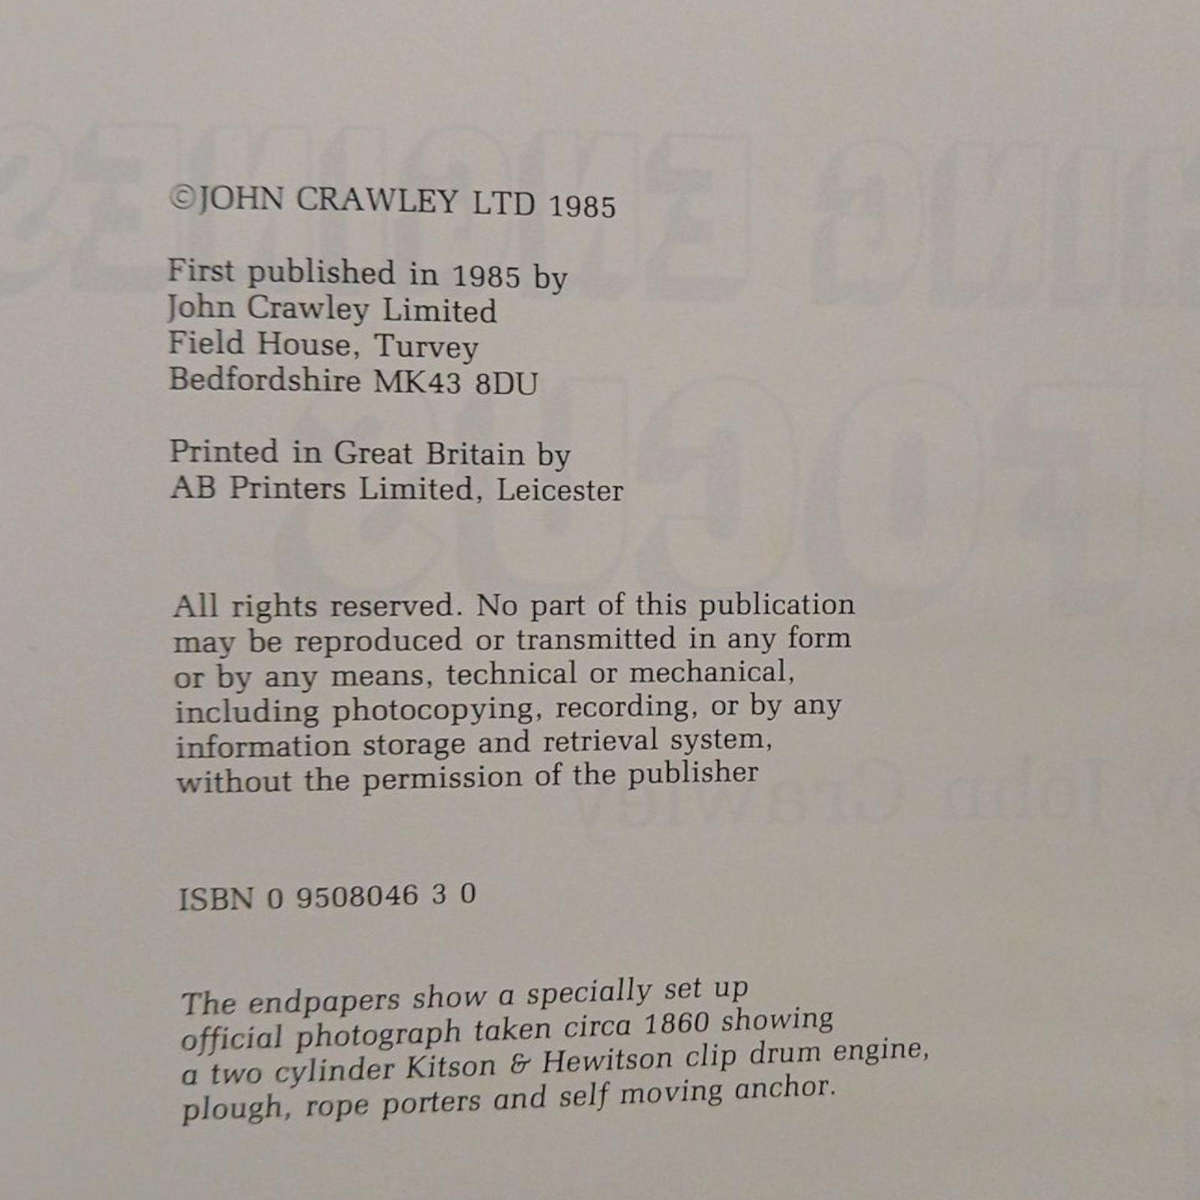 ©JOHN CRAWLEY LTD 1985
First published in 1985 by
John Crawley Limited
Field House, Turvey
Bedfordshire MK43 8DU
Printed in Great Britain by
AB Printers Limited, Leicester
All rights reserved. No part of this publication
may be reproduced or transmitted in any form
or by any means, technical or mechanical,
including photocopying, recording, or by any
information storage and retrieval system,
without the permission of the publisher
ISBN 0 9508046 3 0
The endpapers show a specially set up
official photograph taken circa 1860 showing
a two cylinder Kitson & Hewitson clip drum engine,
plough, rope porters and self moving anchor.